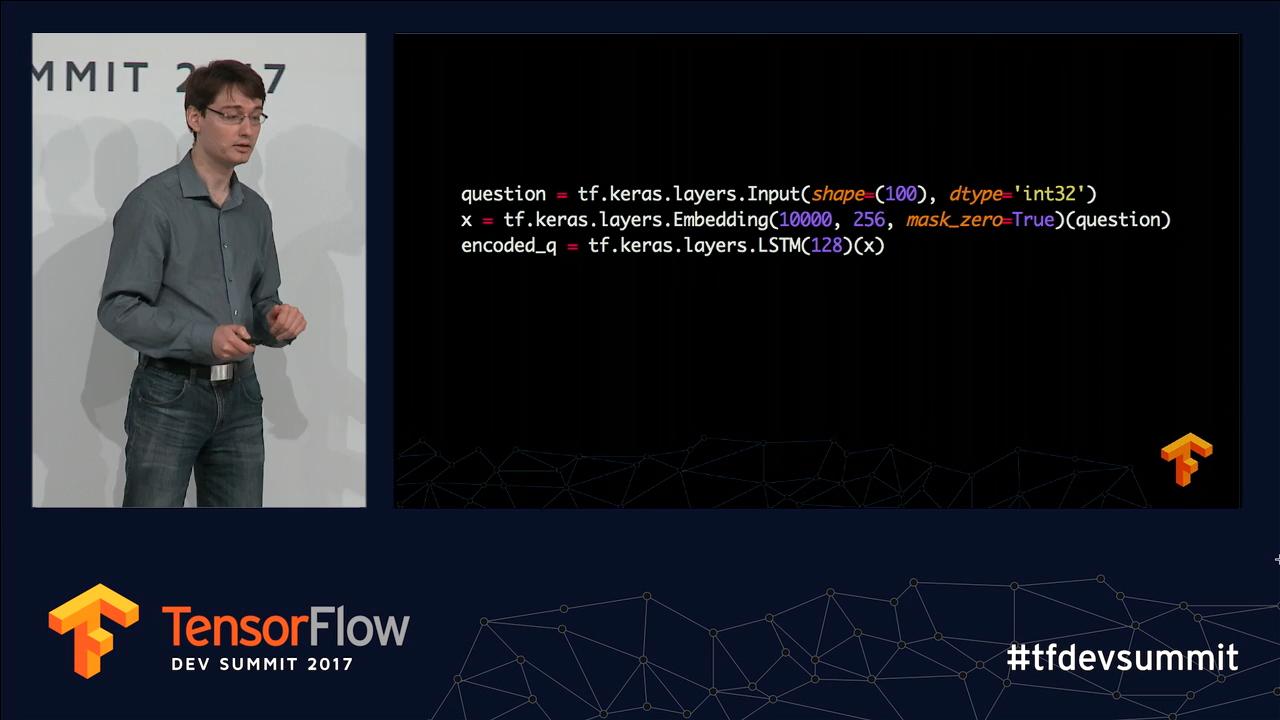 MMIT 2017
question = tf.keras.layers.Input(shape=(100), dtype='int32')
x = tf.keras.layers.Embedding(10000, 256, mask_zero=True)(question)
encoded_q = tf.keras.layers.LSTM(128)(x)
TensorFlow
DEV SUMMIT 2017
#tfdevsummit